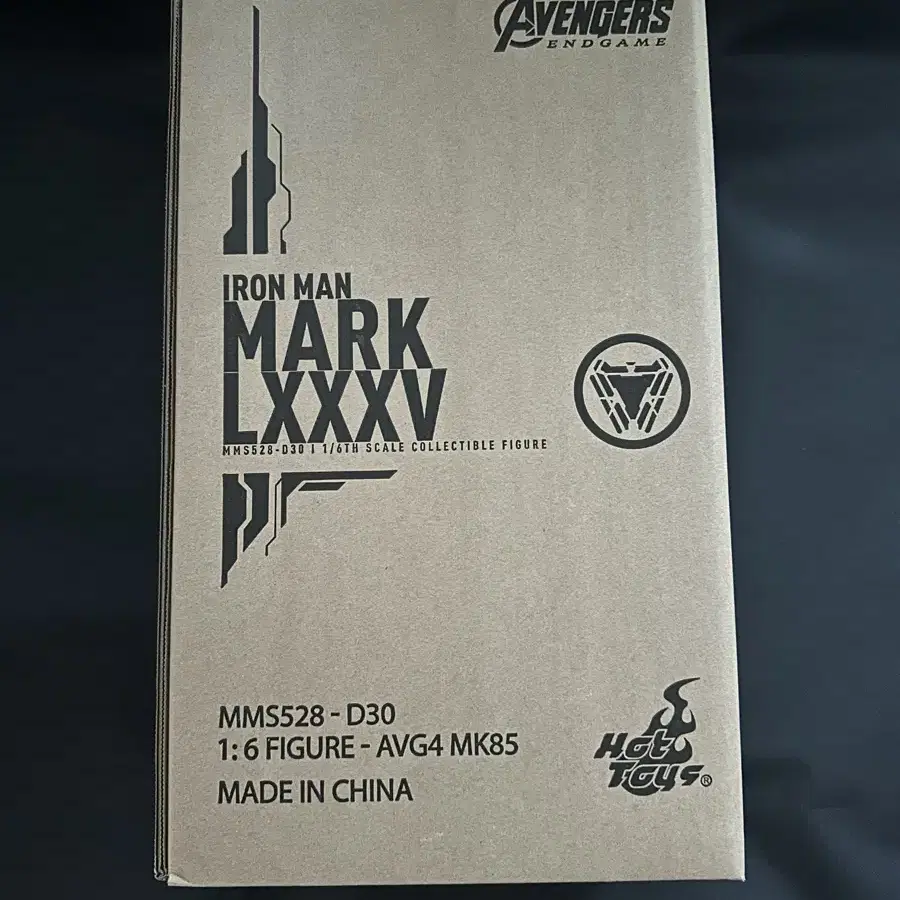 AVENGERS
ENDGAME
IRON MAN
MARK
LXXXV
MMS528-D30 | 1/6TH SCALE COLLECTIBLE FIGURE
MMS528 - D30
1: 6 FIGURE - AVG4 MK85
MADE IN CHINA
Hot
Toys®